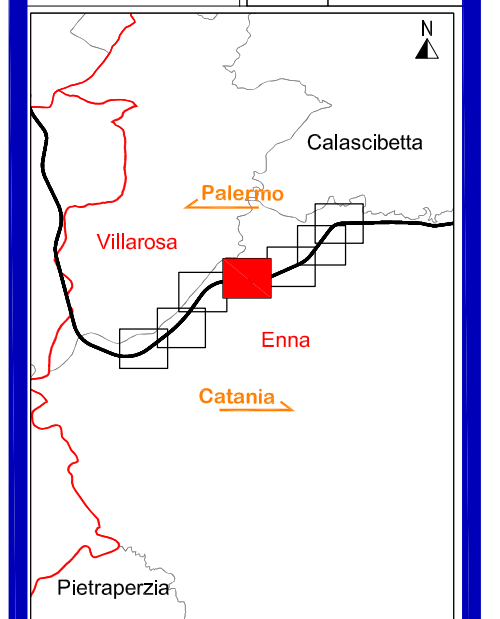 N
Calascibetta
Palermo
Villarosa
Enna
Catania
Pietraperzia